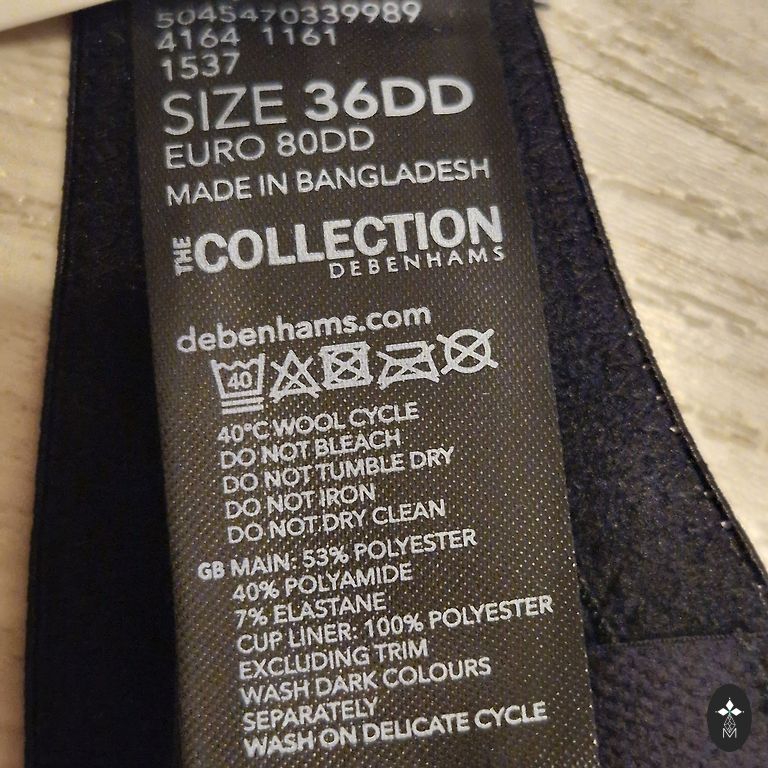 5045470339989
4164 1161
1537
SIZE 36DD
EURO 80DD
MADE IN BANGLADESH
THE COLLECTION
DEBENHAMS
debenhams.com
40
40°C WOOL CYCLE
DO NOT BLEACH
DO NOT TUMBLE DRY
DO NOT IRON
DO NOT DRY CLEAN
GB MAIN: 53% POLYESTER
40% POLYAMIDE
7% ELASTANE
CUP LINER: 100% POLYESTER
EXCLUDING TRIM
WASH DARK COLOURS
SEPARATELY
WASH ON DELICATE CYCLE
M